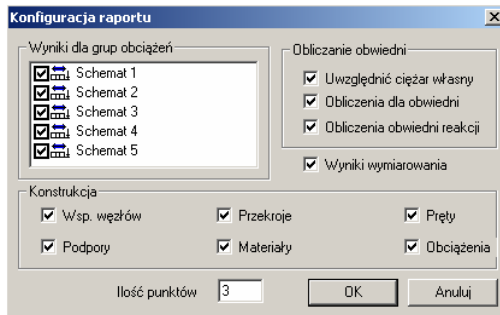 Konfiguracja raportu
Wyniki dla grup obciążeń
Schemat 1
Schemat 2
Schemat 3
Schemat 4
Schemat 5
Obliczanie obwiedni
Uwzględnić ciężar własny
Obliczenia dla obwiedni
Obliczenia obwiedni reakcji
Wyniki wymiarowania
Konstrukcja
Wsp. węzłów Przekroje Pręty
Podpory Materiały Obciążenia
Ilość punktów 3 OK Anuluj